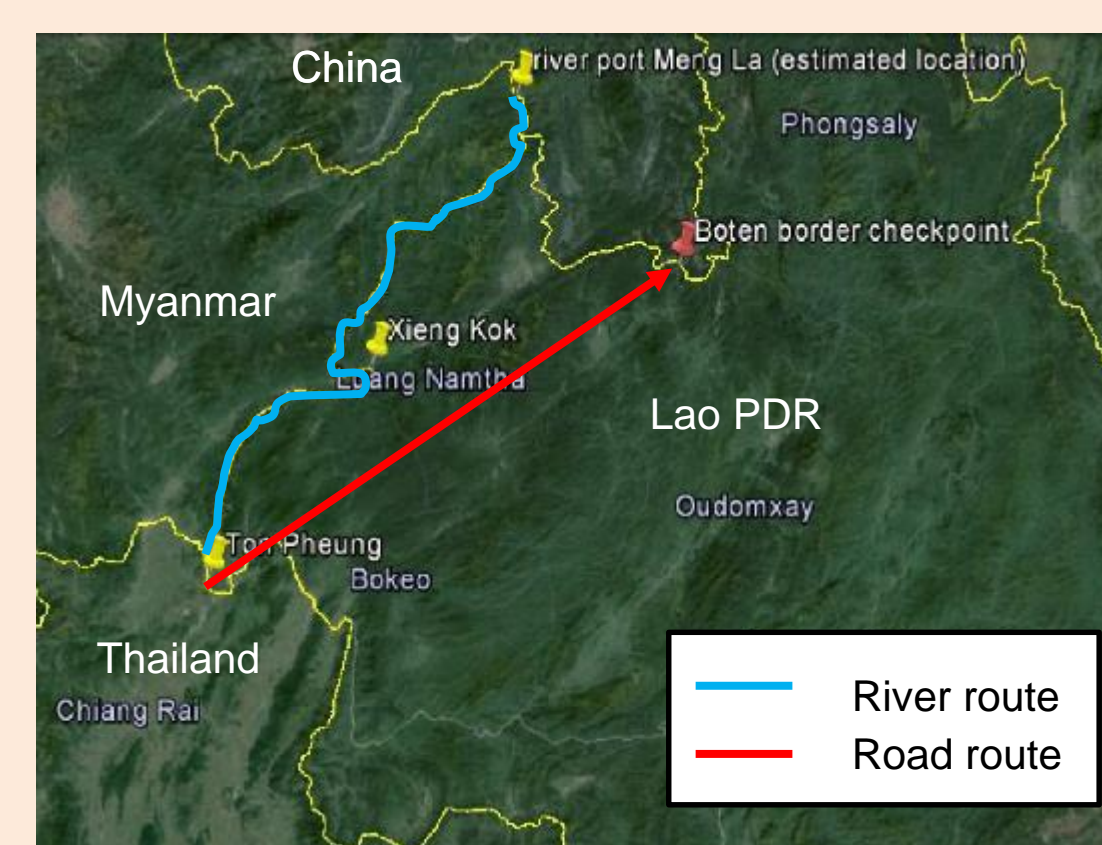 China
river port Meng La (estimated location)
Phongsaly
Boten border checkpoint
Myanmar
Xieng Kok
Luang Namtha
Lao PDR
Oudomxay
Ton Pheung
Bokeo
Thailand
Chiang Rai
River route
Road route